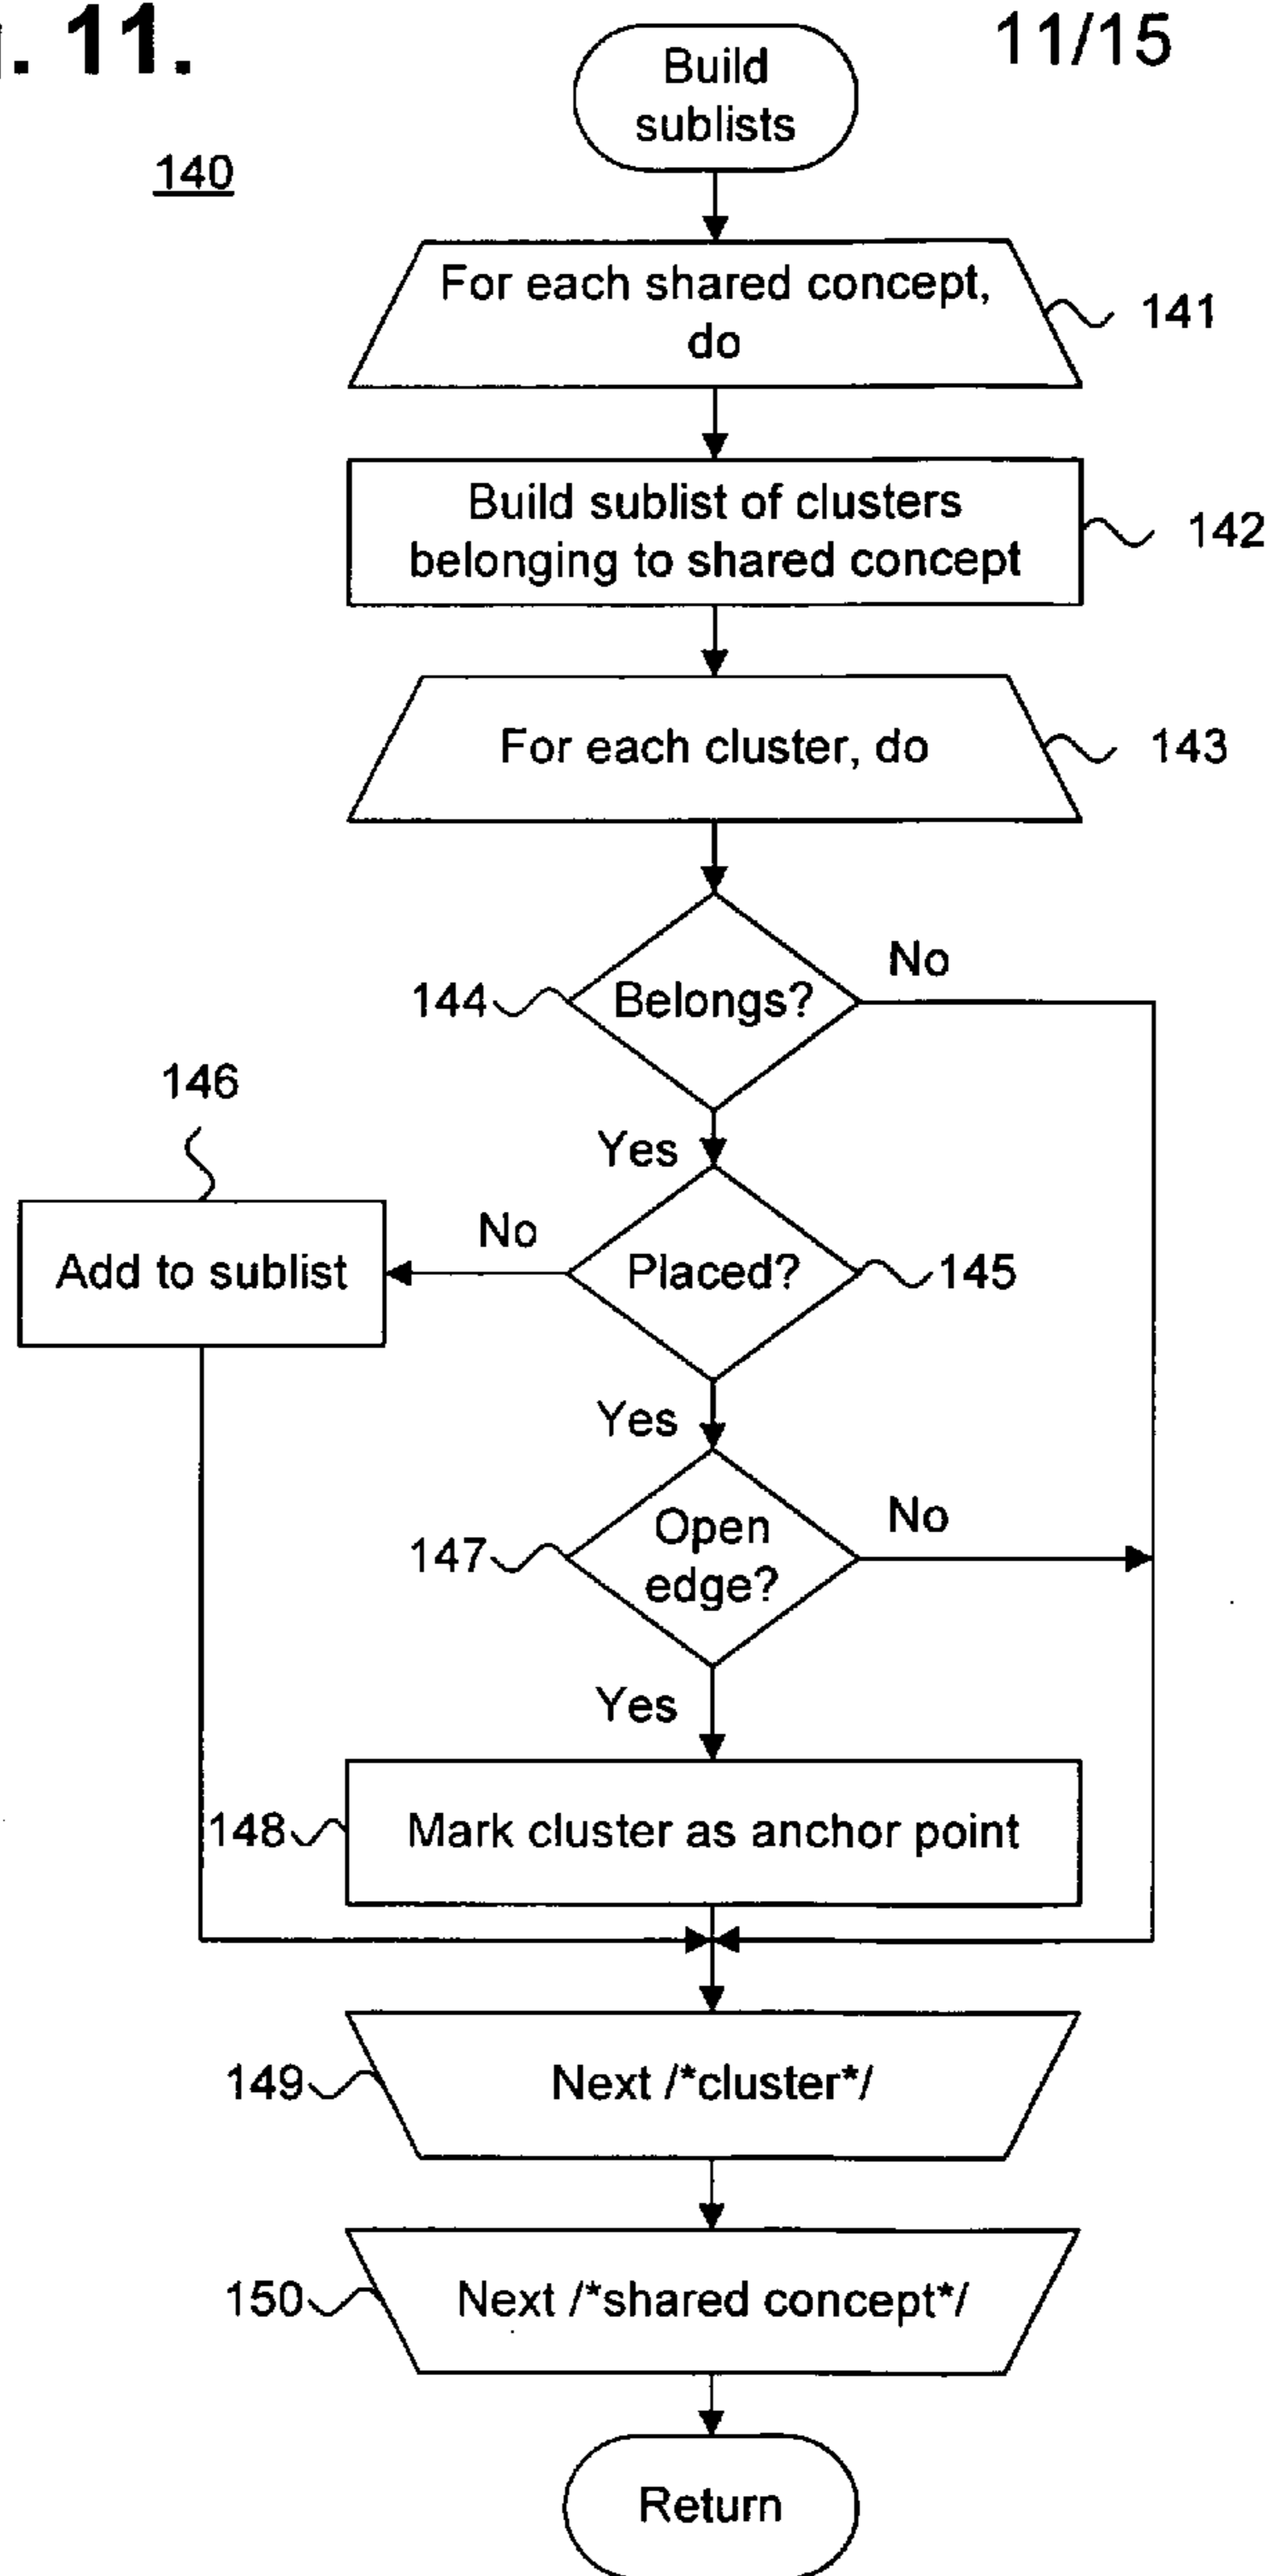 . 11.
11/15
140
Build
sublists
For each shared concept,
do
141
Build sublist of clusters
belonging to shared concept
142
For each cluster, do
143
144
Belongs?
No
Yes
146
Add to sublist
No
Placed?
145
Yes
147
Open
edge?
No
Yes
148
Mark cluster as anchor point
149
Next /*cluster*/
150
Next /*shared concept*/
Return